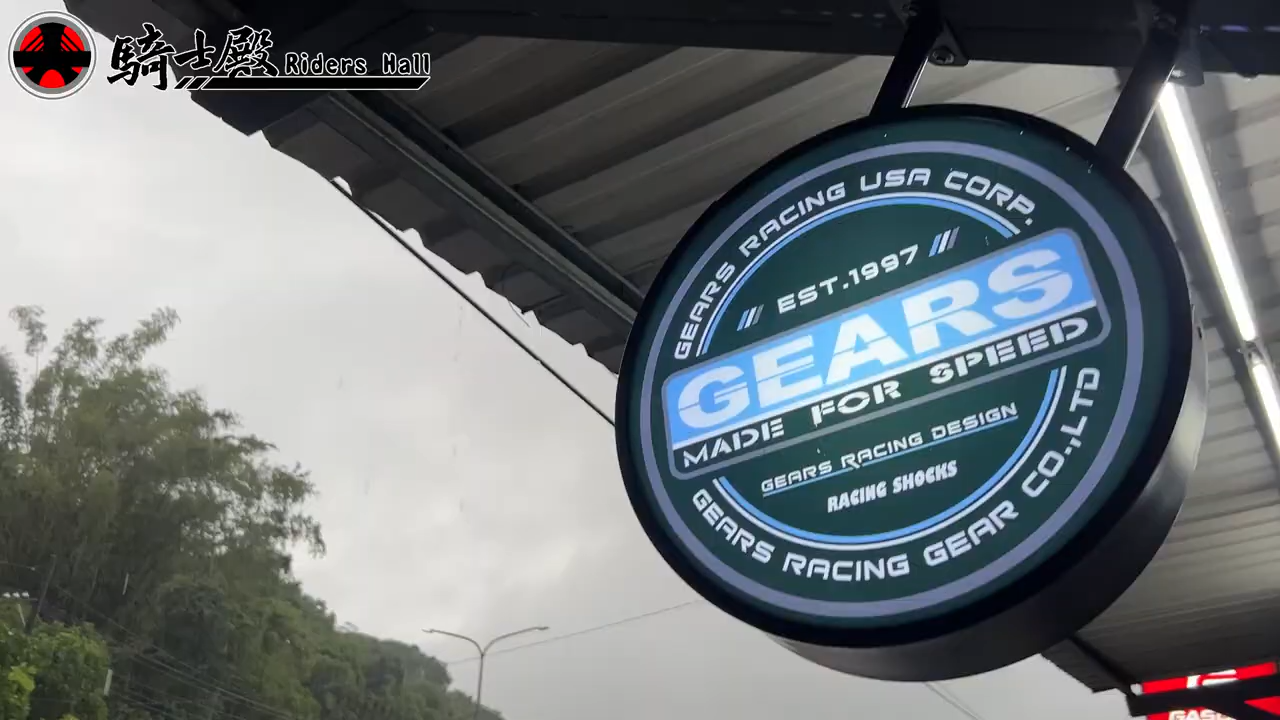 騎士殿 Riders Hall
GEARS RACING USA CORP.
EST.1997
GEARS
MADE FOR SPEED
GEARS RACING DESIGN
RACING SHOCKS
GEARS RACING GEAR CO.,LTD